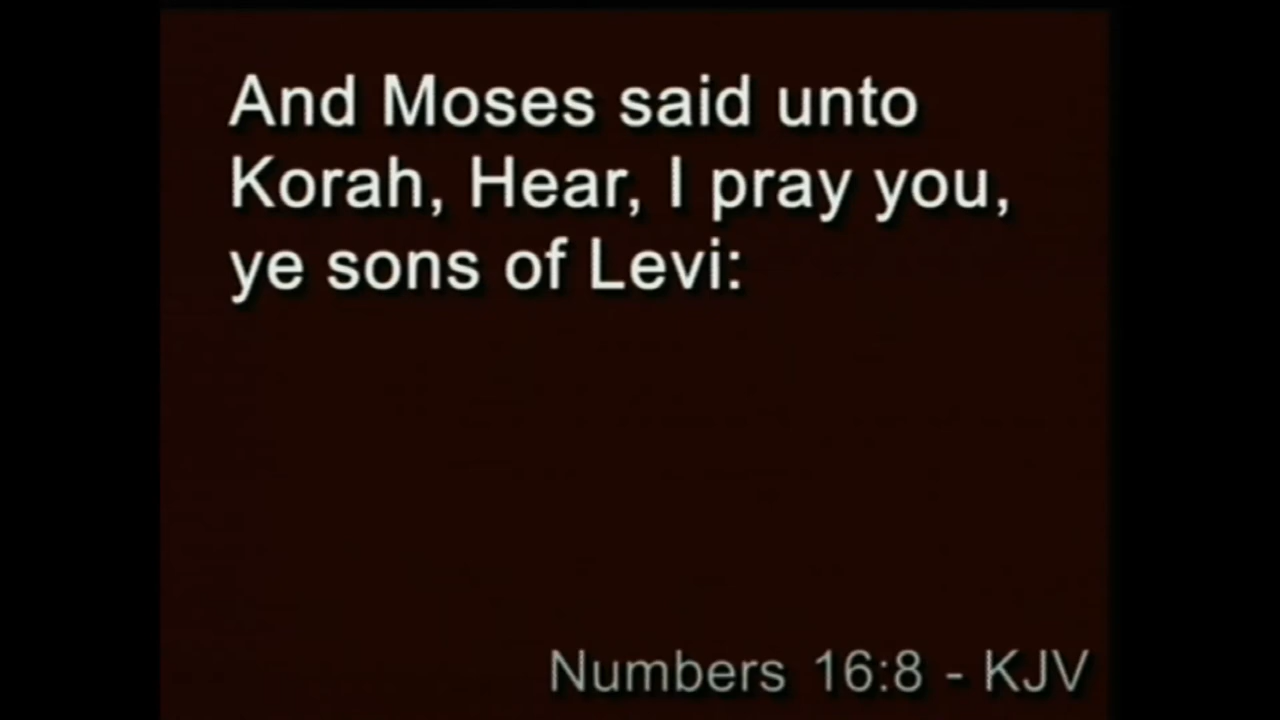 And Moses said unto
Korah, Hear, I pray you,
ye sons of Levi:
Numbers 16:8 - KJV